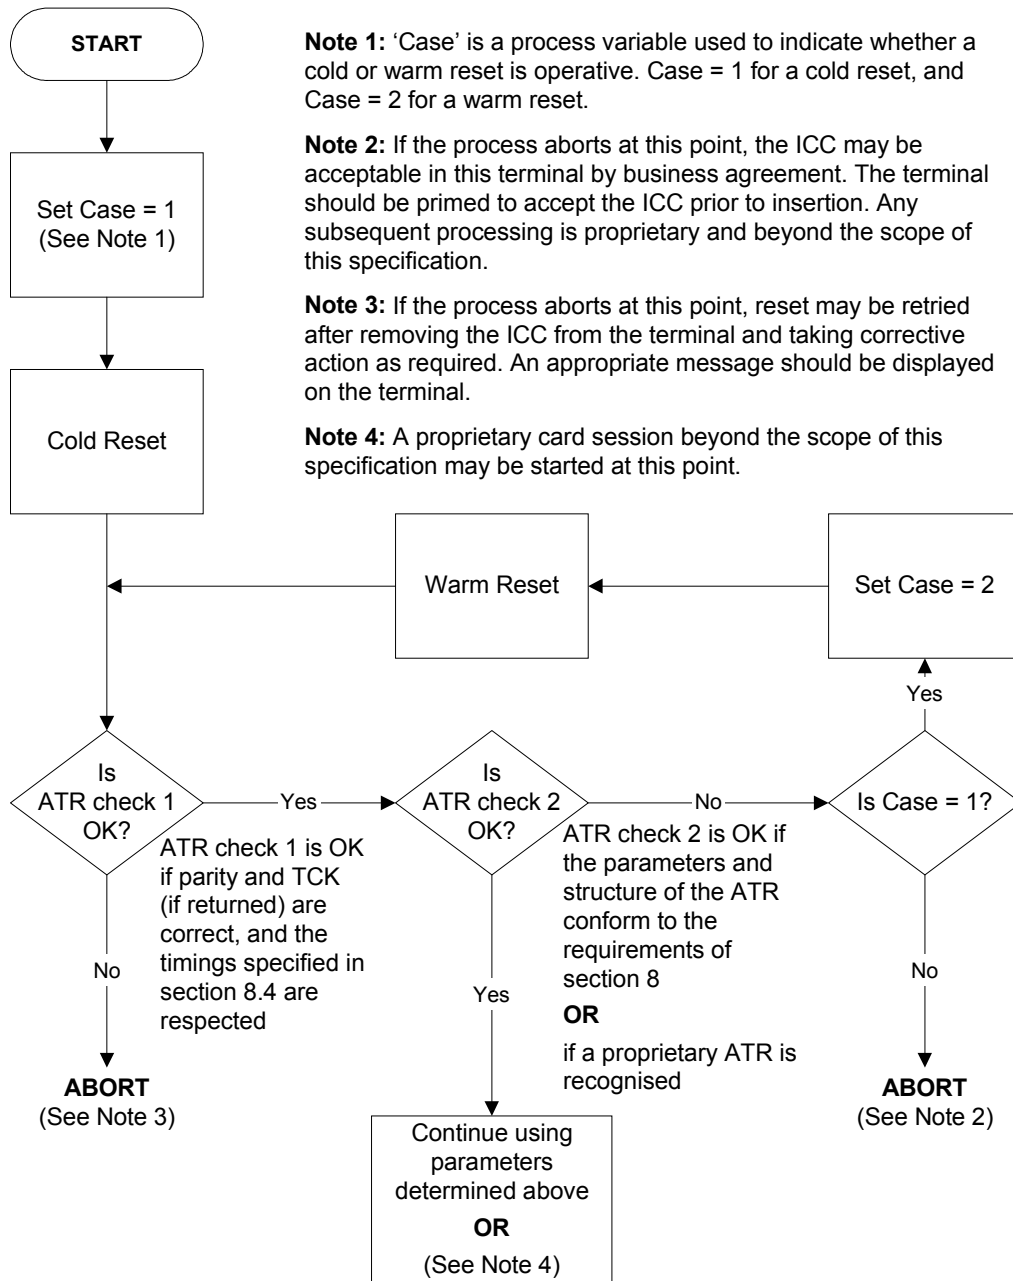 START
Note 1: ‘Case’ is a process variable used to indicate whether a
cold or warm reset is operative. Case = 1 for a cold reset, and
Case = 2 for a warm reset.
Note 2: If the process aborts at this point, the ICC may be
acceptable in this terminal by business agreement. The terminal
should be primed to accept the ICC prior to insertion. Any
subsequent processing is proprietary and beyond the scope of
this specification.
Note 3: If the process aborts at this point, reset may be retried
after removing the ICC from the terminal and taking corrective
action as required. An appropriate message should be displayed
on the terminal.
Note 4: A proprietary card session beyond the scope of this
specification may be started at this point.
Set Case = 1
(See Note 1)
Cold Reset
Warm Reset
Set Case = 2
Yes
Is
ATR check 1
OK?
Yes
ATR check 1 is OK
if parity and TCK
(if returned) are
correct, and the
timings specified in
section 8.4 are
respected
No
ABORT
(See Note 3)
Is
ATR check 2
OK?
No
ATR check 2 is OK if
the parameters and
structure of the ATR
conform to the
requirements of
section 8
OR
if a proprietary ATR is
recognised
Yes
Continue using
parameters
determined above
OR
(See Note 4)
Is Case = 1?
No
ABORT
(See Note 2)